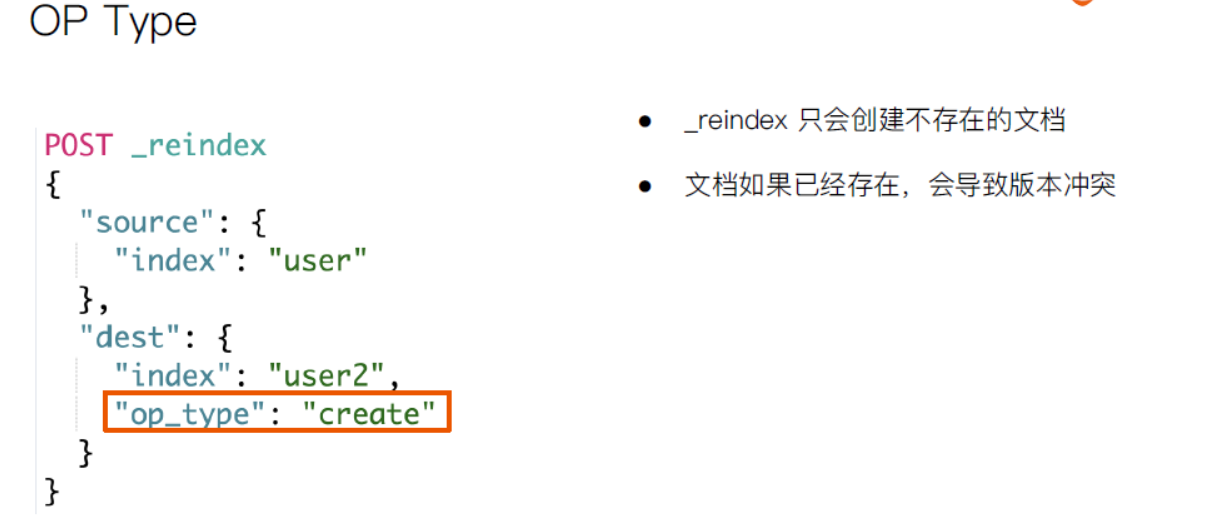 OP Type
POST _reindex
{
  "source": {
    "index": "user"
  },
  "dest": {
    "index": "user2",
    "op_type": "create"
  }
}
● _reindex 只会创建不存在的文档
● 文档如果已经存在，会导致版本冲突